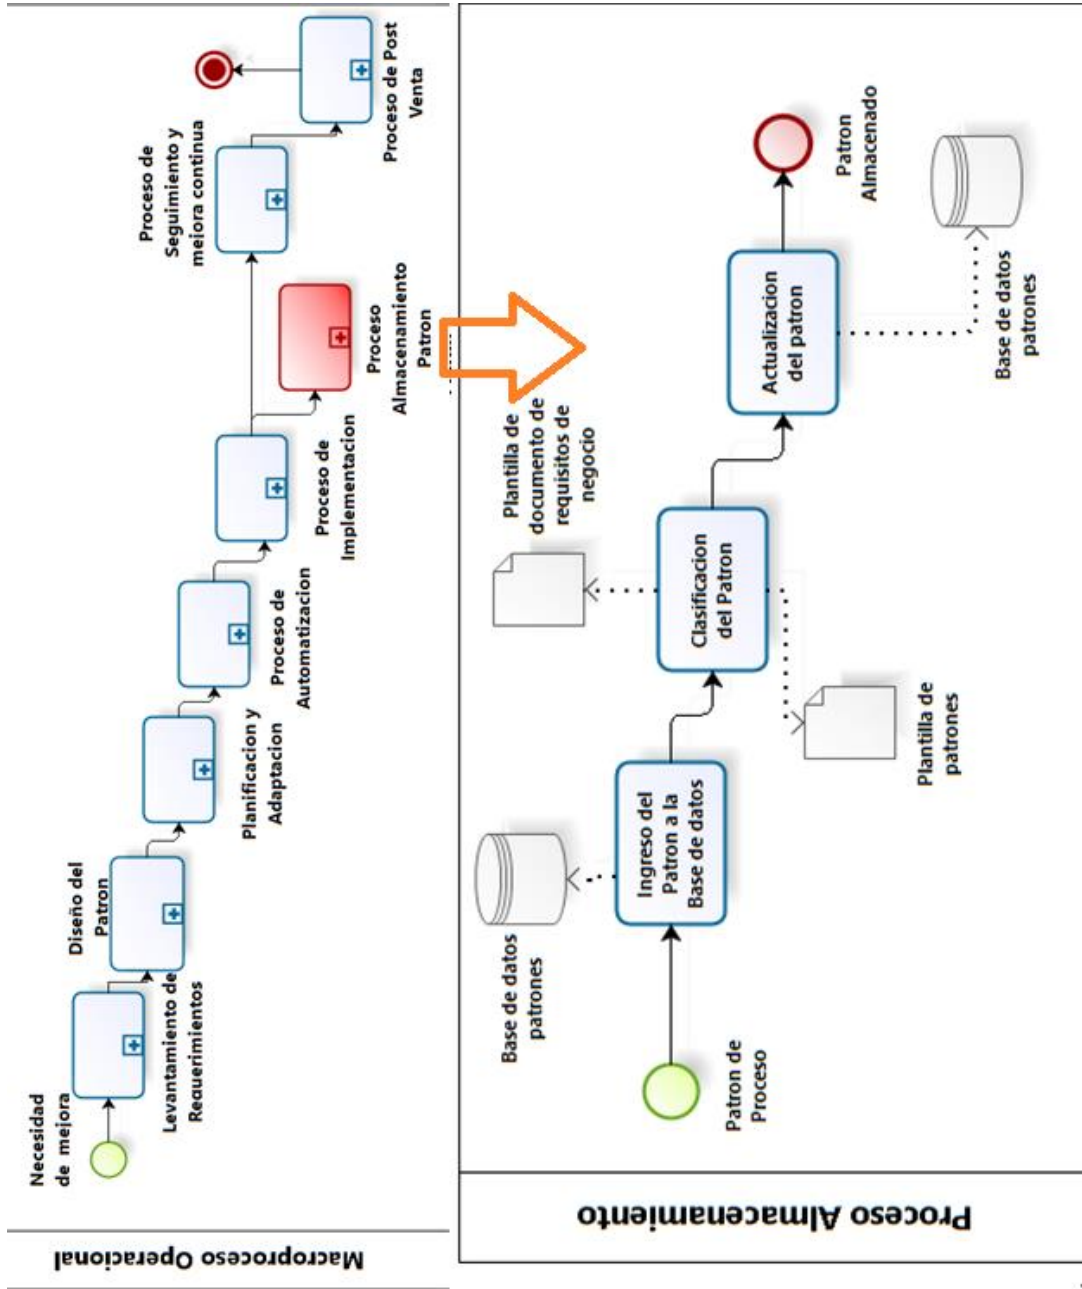 Macroproceso Operacional
Necesidad
de mejora
Levantamiento de
Requerimientos
Diseño del
Patron
Planificacion y
Adaptacion
Proceso de
Automatizacion
Proceso de
Implementacion
Proceso
Almacenamiento
Patron
Proceso de
Seguimiento y
mejora continua
Proceso de Post
Venta
Proceso Almacenamiento
Patron de
Proceso
Base de datos
patrones
Ingreso del
Patron a la
Base de datos
Plantilla de
documento de
requisitos de
negocio
Clasificacion
del Patron
Plantilla de
patrones
Actualizacion
del patron
Base de datos
patrones
Patron
Almacenado